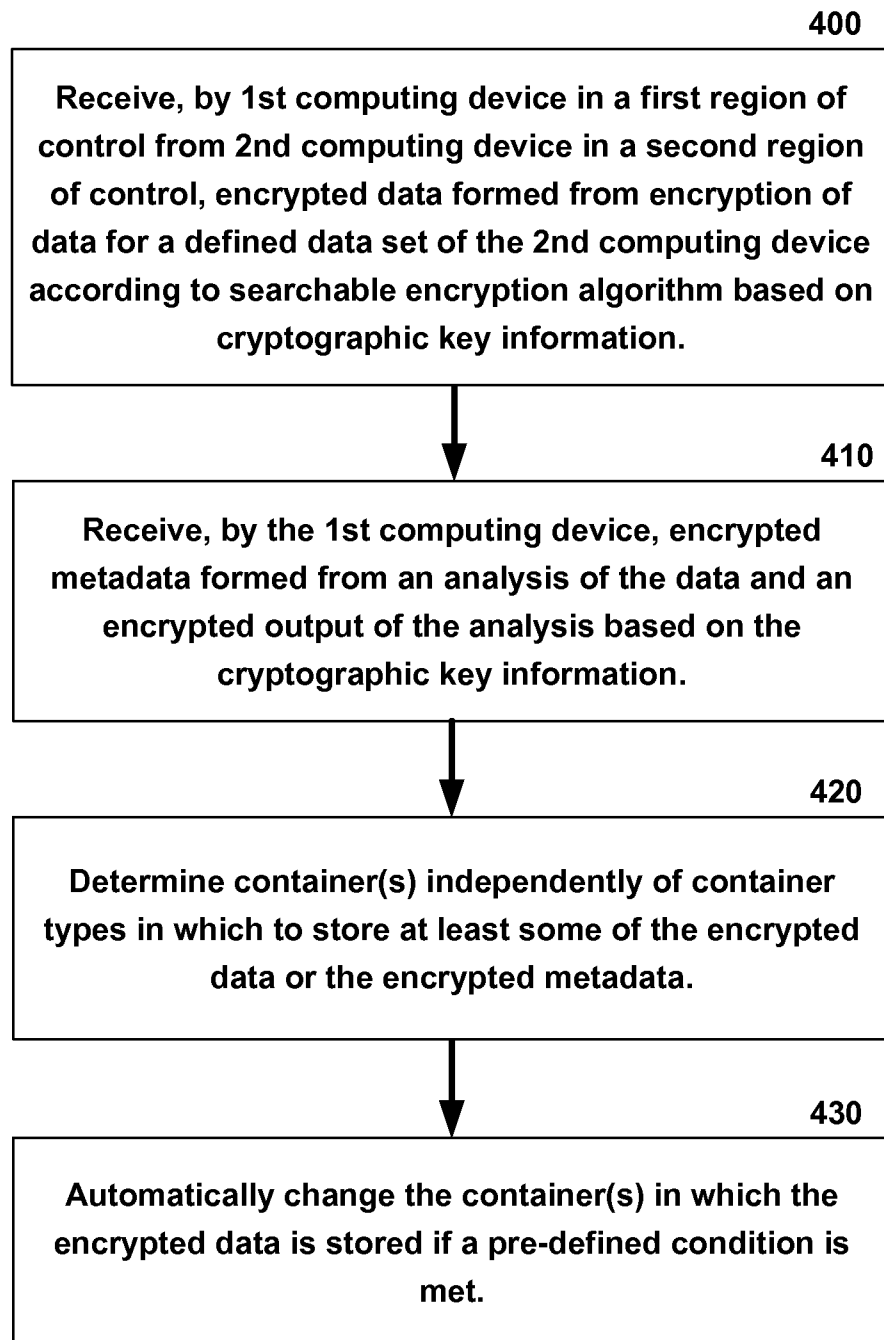 400
Receive, by 1st computing device in a first region of
control from 2nd computing device in a second region
of control, encrypted data formed from encryption of
data for a defined data set of the 2nd computing device
according to searchable encryption algorithm based on
cryptographic key information.
410
Receive, by the 1st computing device, encrypted
metadata formed from an analysis of the data and an
encrypted output of the analysis based on the
cryptographic key information.
420
Determine container(s) independently of container
types in which to store at least some of the encrypted
data or the encrypted metadata.
430
Automatically change the container(s) in which the
encrypted data is stored if a pre-defined condition is
met.